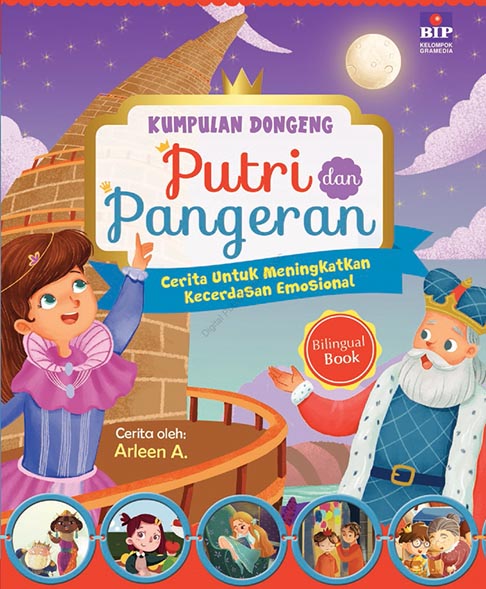 BIP
KELOMPOK
GRAMEDIA
KUMPULAN DONGENG
Putri dan
Pangeran
Cerita Untuk Meningkatkan
Kecerdasan Emosional
Bilingual
Book
Cerita oleh:
Arleen A.